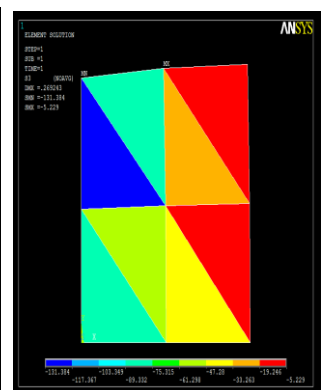 1
ANSYS
ELEMENT SOLUTION
STEP=1
SUB =1
TIME=1
S3 (NOAVG)
DMX =.269243
SMN =-131.384
SMX =-5.229
MN
MX
X
-131.384 -103.349 -75.315 -47.28 -19.246
-117.367 -89.332 -61.298 -33.263 -5.229